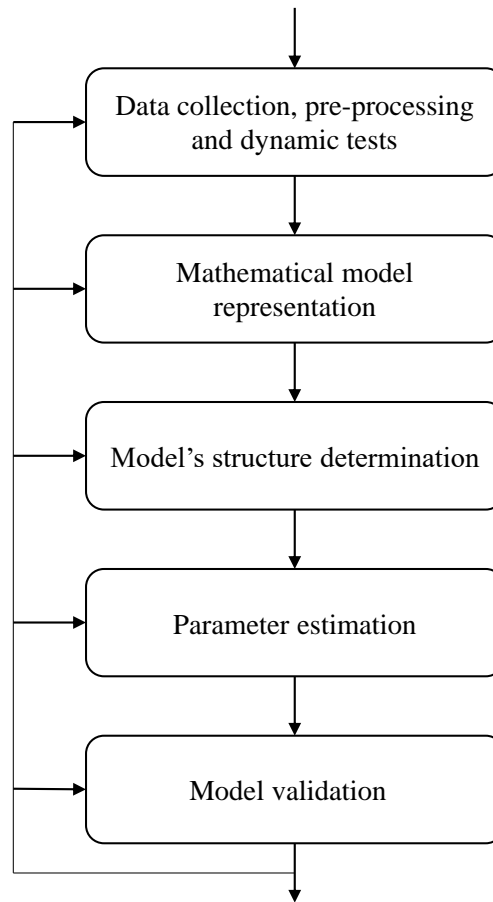 Data collection, pre-processing
and dynamic tests
Mathematical model
representation
Model’s structure determination
Parameter estimation
Model validation